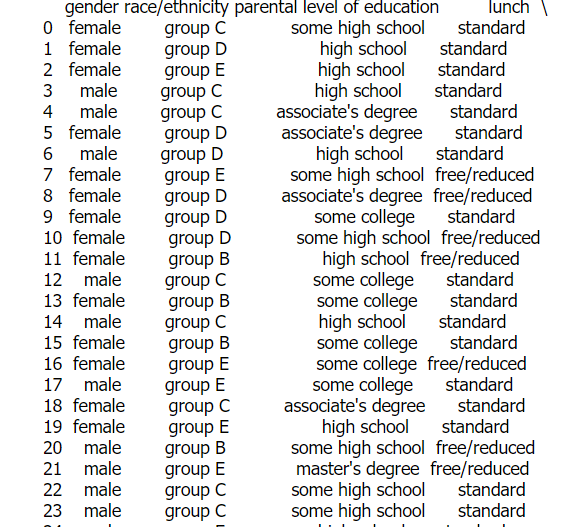 gender race/ethnicity parental level of education lunch \
0 female group C some high school standard
1 female group D high school standard
2 female group E high school standard
3 male group C high school standard
4 male group C associate's degree standard
5 female group D associate's degree standard
6 male group D high school standard
7 female group E some high school free/reduced
8 female group D associate's degree free/reduced
9 female group D some college standard
10 female group D some high school free/reduced
11 female group B high school free/reduced
12 male group C some college standard
13 female group B some college standard
14 male group C high school standard
15 female group B some college standard
16 female group E some college free/reduced
17 male group E some college standard
18 female group C associate's degree standard
19 female group E high school standard
20 male group B some high school free/reduced
21 male group E master's degree free/reduced
22 male group C some high school standard
23 male group C some high school standard